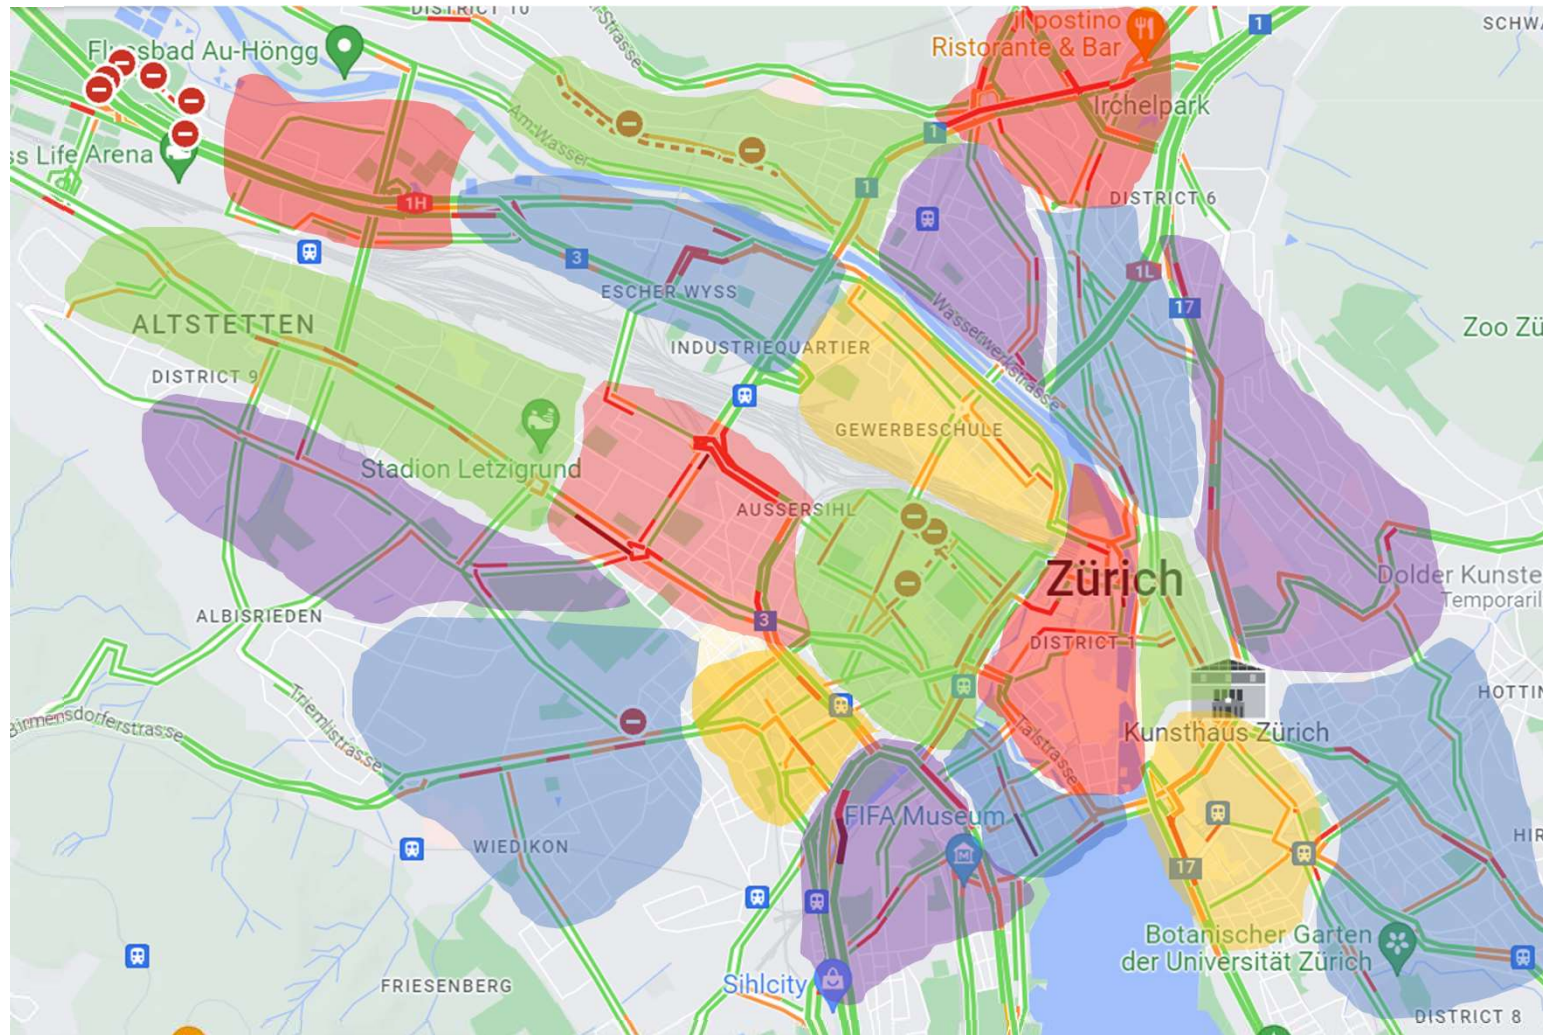 DISTRICT 10
SCHW
il postino
Ristorante & Bar
1
Flussbad Au-Höngg
Irchelpark
Am Wasser
1
ss Life Arena
1
DISTRICT 6
1H
3
1L
ESCHER WYSS
17
Wasserwerkstrasse
ALTSTETTEN
Zoo Zü
INDUSTRIEQUARTIER
DISTRICT 9
GEWERBESCHULE
Stadion Letzigrund
AUSSERSIHL
Zürich
Dolder Kunste
Temporaril
ALBISRIEDEN
3
DISTRICT 1
HOTTIN
Birmensdorferstrasse
Triemlistrasse
Talstrasse
Kunsthaus Zürich
FIFA Museum
HIR
WIEDIKON
17
Botanischer Garten
der Universität Zürich
FRIESENBERG
Sihlcity
DISTRICT 8